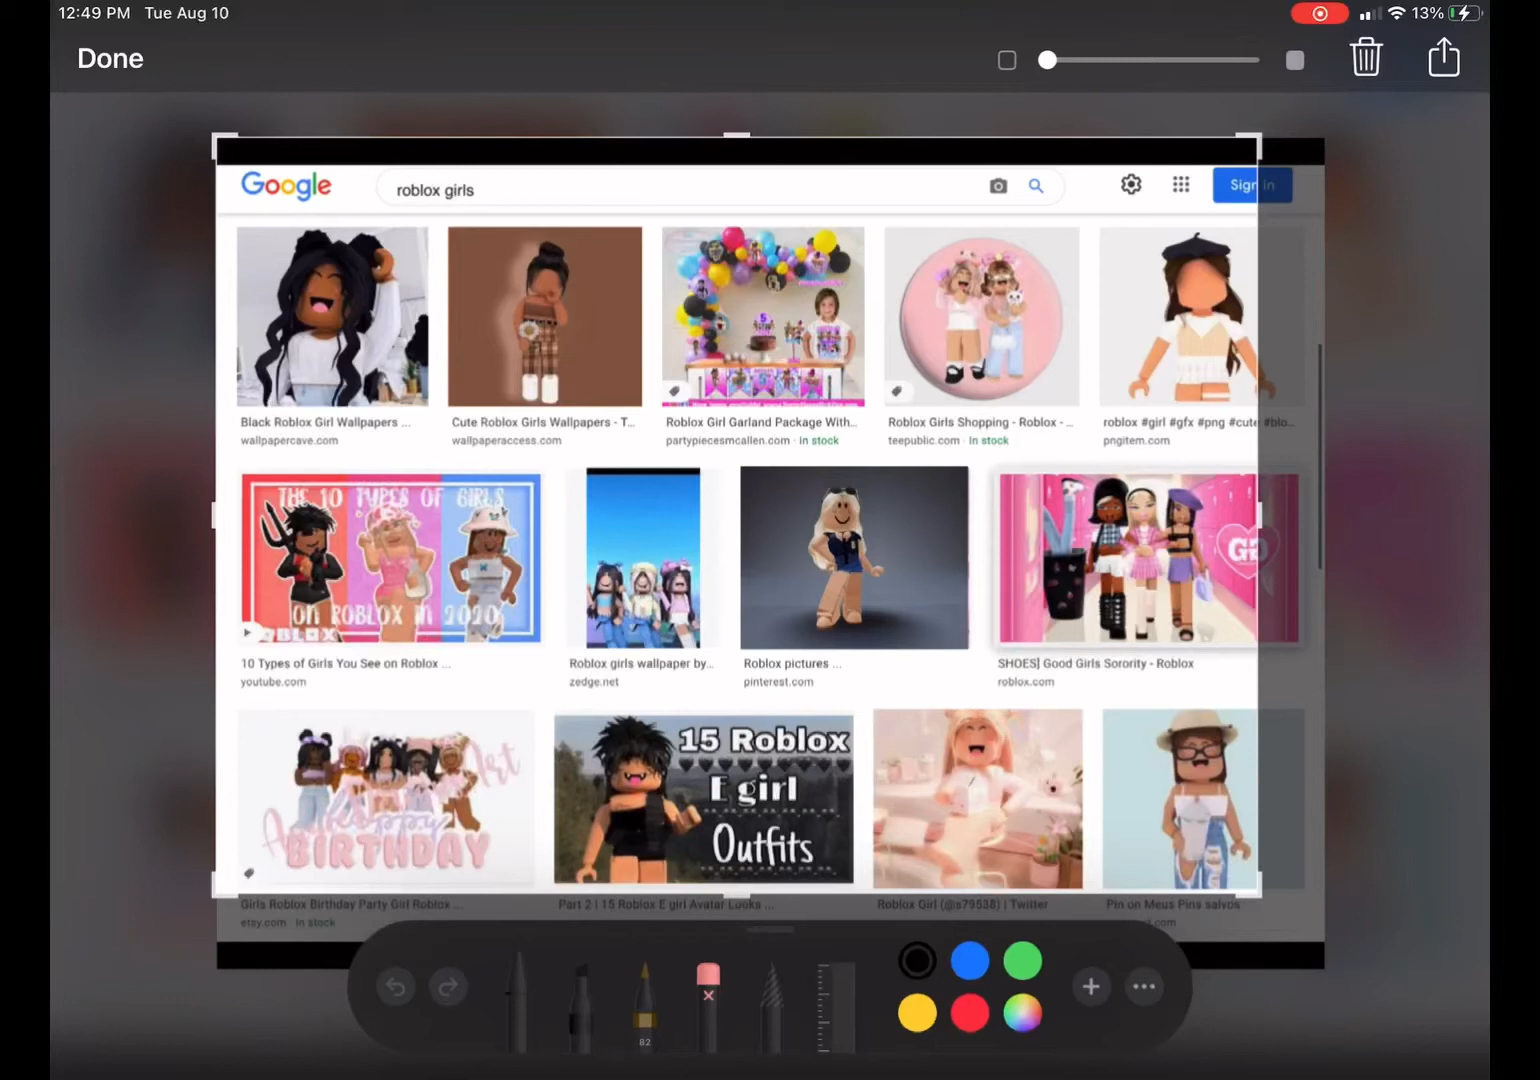 12:49 PM Tue Aug 10
13%
Done
Google
roblox girls
Sign in
Black Roblox Girl Wallpapers ...
wallpapercave.com
Cute Roblox Girls Wallpapers - T...
wallpaperaccess.com
Roblox Girl Garland Package With...
partypiecesmcallen.com · In stock
Roblox Girls Shopping - Roblox - ...
teepublic.com · In stock
roblox #girl #gfx #png #cute #blo...
pngitem.com
THE 10 TYPES OF GIRLS
ON ROBLOX IN 2020
ROBLOX
GG
10 Types of Girls You See on Roblox ...
youtube.com
Roblox girls wallpaper by...
zedge.net
Roblox pictures ...
pinterest.com
SHOES] Good Girls Sorority - Roblox
roblox.com
Art
happy
BIRTHDAY
15 Roblox
E girl
Outfits
Girls Roblox Birthday Party Girl Roblox ...
etsy.com · In stock
Part 2 | 15 Roblox E girl Avatar Looks ...
Roblox Girl (@s79538) | Twitter
Pin on Meus Pins salvos
82